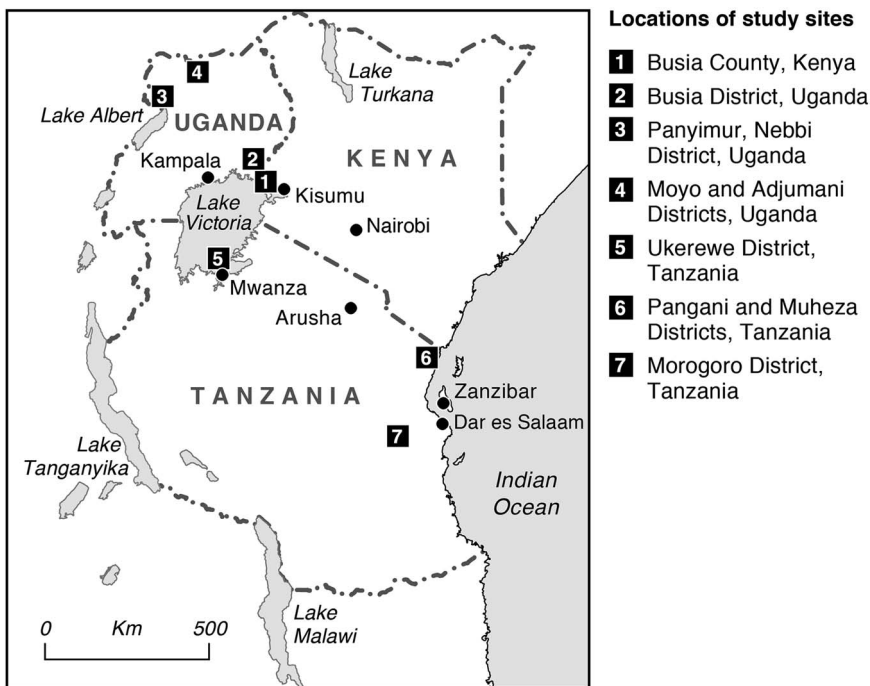 Locations of study sites
1 Busia County, Kenya
2 Busia District, Uganda
3 Panyimur, Nebbi
District, Uganda
4 Moyo and Adjumani
Districts, Uganda
5 Ukerewe District,
Tanzania
6 Pangani and Muheza
Districts, Tanzania
7 Morogoro District,
Tanzania
4
Lake
Turkana
3
Lake Albert
UGANDA
KENYA
Kampala
2
1
Kisumu
Lake
Victoria
Nairobi
5
Mwanza
Arusha
6
TANZANIA
Zanzibar
Dar es Salaam
7
Lake
Tanganyika
Indian
Ocean
Lake
Malawi
0 Km 500